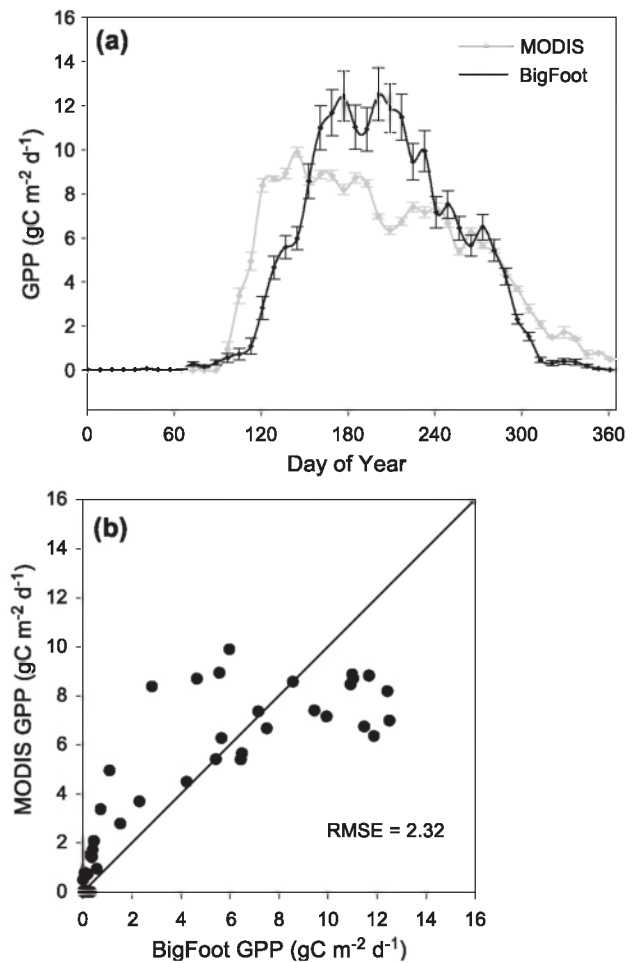 (a)
MODIS
BigFoot
16
14
12
10
8
6
4
2
0
GPP (gC m⁻² d⁻¹)
0 60 120 180 240 300 360
Day of Year
(b)
16
14
12
10
8
6
4
2
0
MODIS GPP (gC m⁻² d⁻¹)
RMSE = 2.32
0 2 4 6 8 10 12 14 16
BigFoot GPP (gC m⁻² d⁻¹)